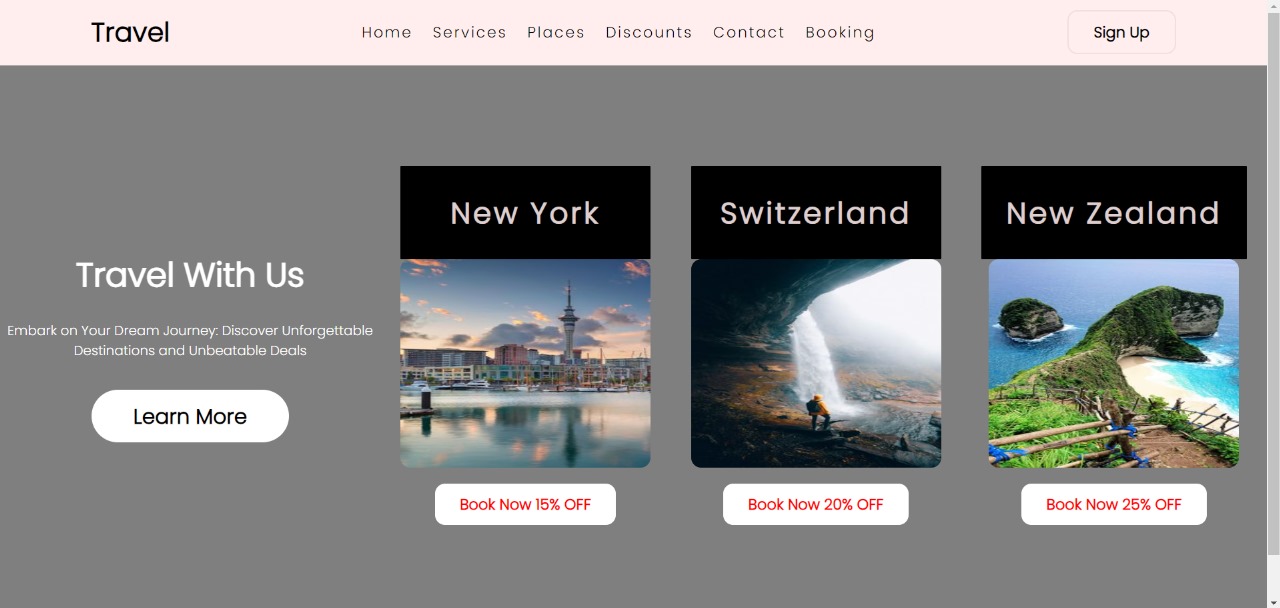 Travel
Home Services Places Discounts Contact Booking
Sign Up
Travel With Us
Embark on Your Dream Journey: Discover Unforgettable
Destinations and Unbeatable Deals
Learn More
New York
Switzerland
New Zealand
Book Now 15% OFF
Book Now 20% OFF
Book Now 25% OFF